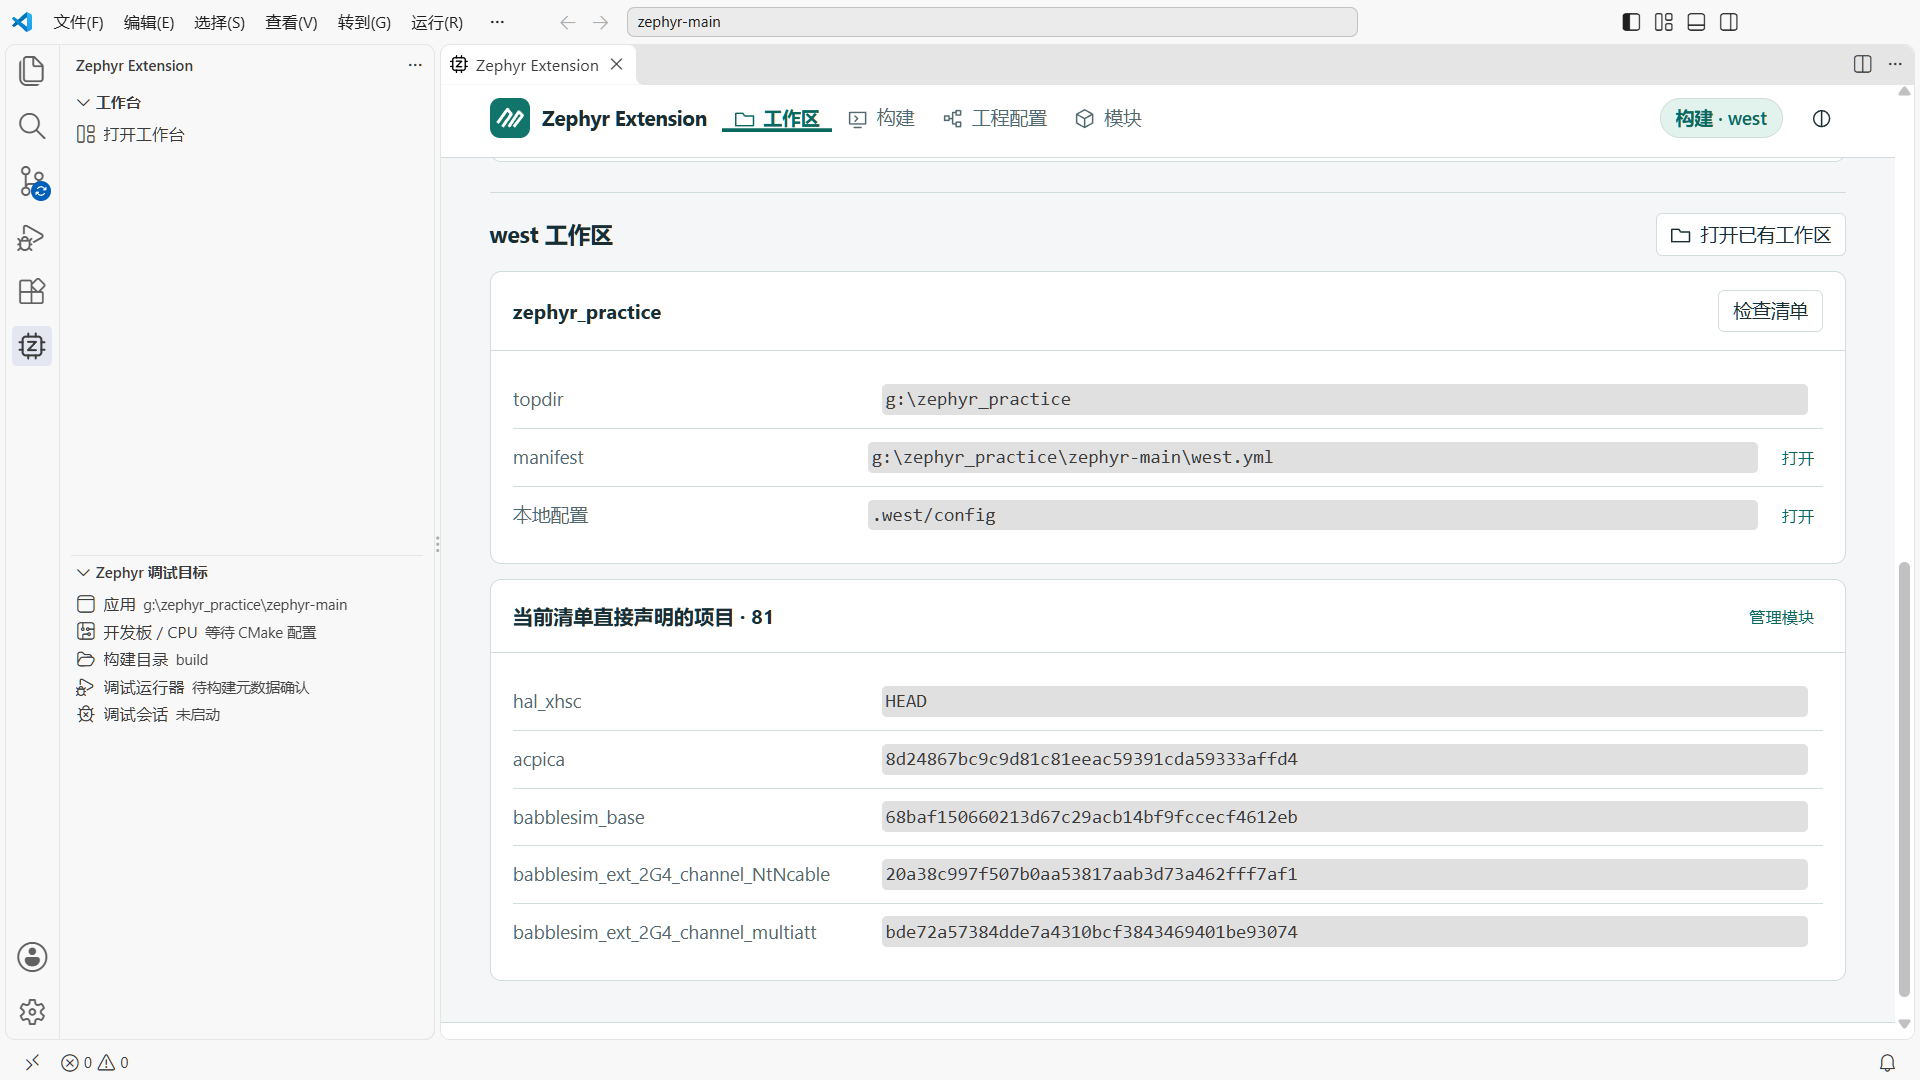 文件(F) 编辑(E) 选择(S) 查看(V) 转到(G) 运行(R) ···
zephyr-main
Zephyr Extension
工作台
打开工作台
Zephyr 调试目标
应用 g:\zephyr_practice\zephyr-main
开发板 / CPU 等待 CMake 配置
构建目录 build
调试运行器 待构建元数据确认
调试会话 未启动
Zephyr Extension
Zephyr Extension 工作区 构建 工程配置 模块 构建 · west
west 工作区 打开已有工作区
zephyr_practice 检查清单
topdir g:\zephyr_practice
manifest g:\zephyr_practice\zephyr-main\west.yml 打开
本地配置 .west/config 打开
当前清单直接声明的项目 · 81 管理模块
hal_xhsc HEAD
acpica 8d24867bc9c9d81c81eeac59391cda59333affd4
babblesim_base 68baf150660213d67c29acb14bf9fccecf4612eb
babblesim_ext_2G4_channel_NtNcable 20a38c997f507b0aa53817aab3d73a462fff7af1
babblesim_ext_2G4_channel_multiatt bde72a57384dde7a4310bcf3843469401be93074
0 0